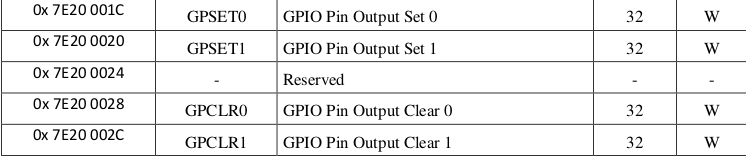 0x 7E20 001C GPSET0 GPIO Pin Output Set 0 32 W
0x 7E20 0020 GPSET1 GPIO Pin Output Set 1 32 W
0x 7E20 0024 - Reserved - -
0x 7E20 0028 GPCLR0 GPIO Pin Output Clear 0 32 W
0x 7E20 002C GPCLR1 GPIO Pin Output Clear 1 32 W